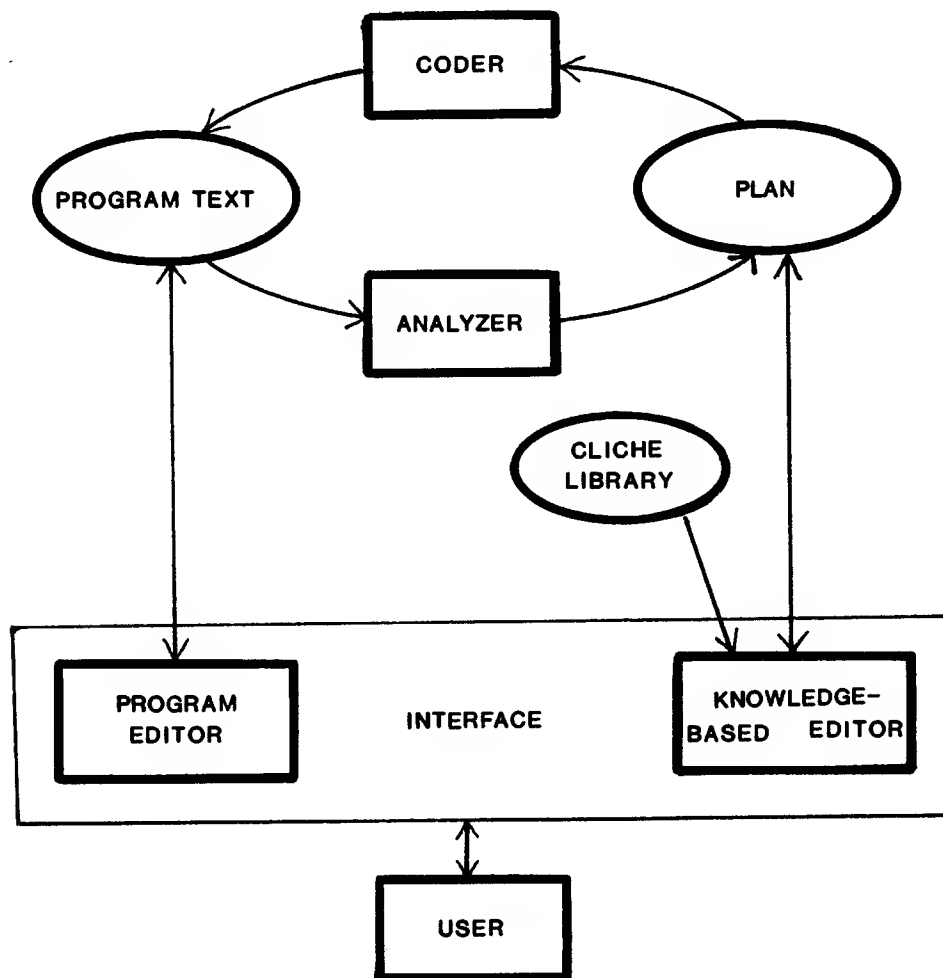 CODER
PROGRAM TEXT
PLAN
ANALYZER
CLICHE
LIBRARY
PROGRAM
EDITOR
INTERFACE
KNOWLEDGE-
BASED EDITOR
USER